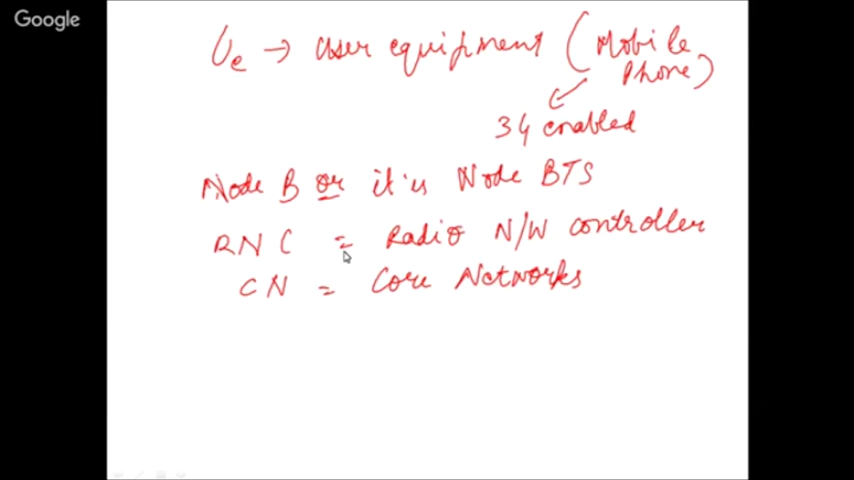 Google
Ue → User equipment (Mobile
Phone)
3G enabled
Node B or it is Node BTS
RNC = Radio N/W controller
CN = Core Networks